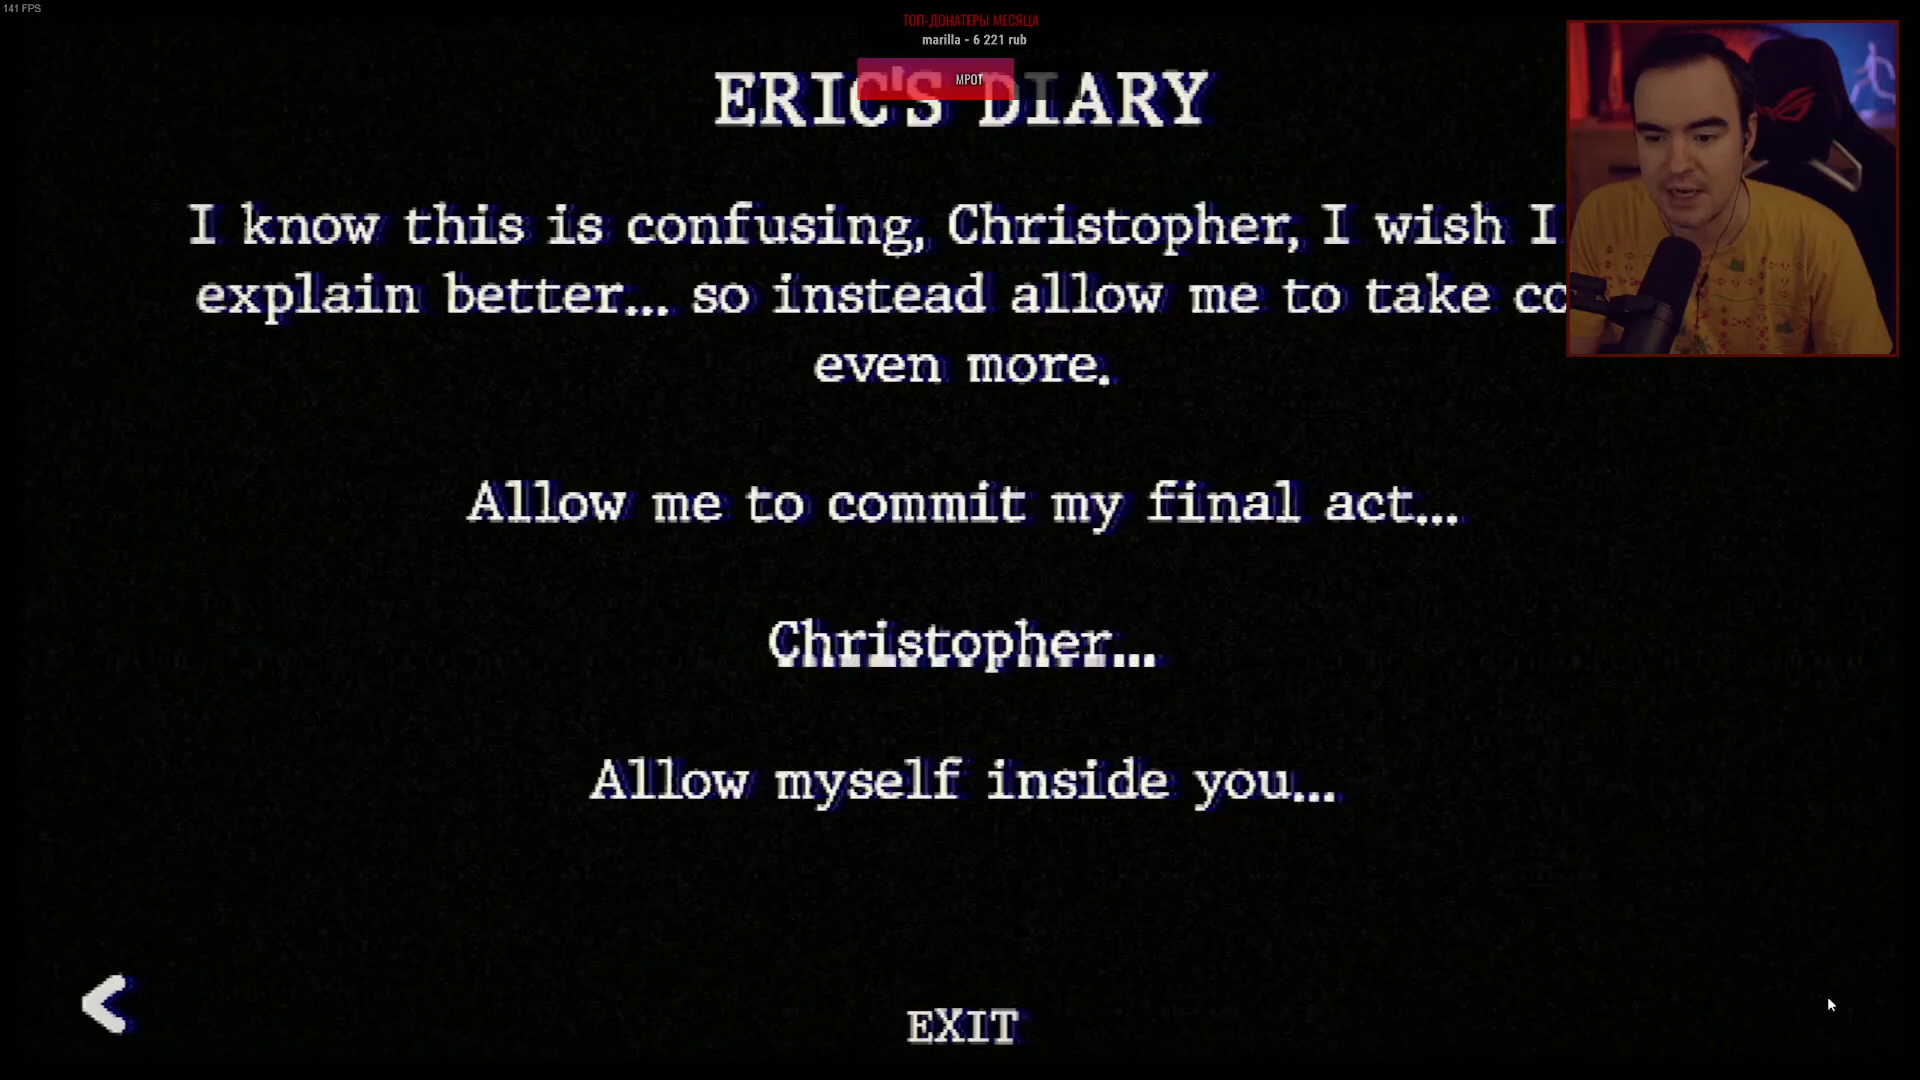 141 FPS
ТОП-ДОНАТЕРЫ МЕСЯЦА
marilla - 6 221 rub
МРОТ
ERIC'S DIARY
I know this is confusing, Christopher, I wish I
explain better... so instead allow me to take
even more.
Allow me to commit my final act...
Christopher...
Allow myself inside you...
<
EXIT